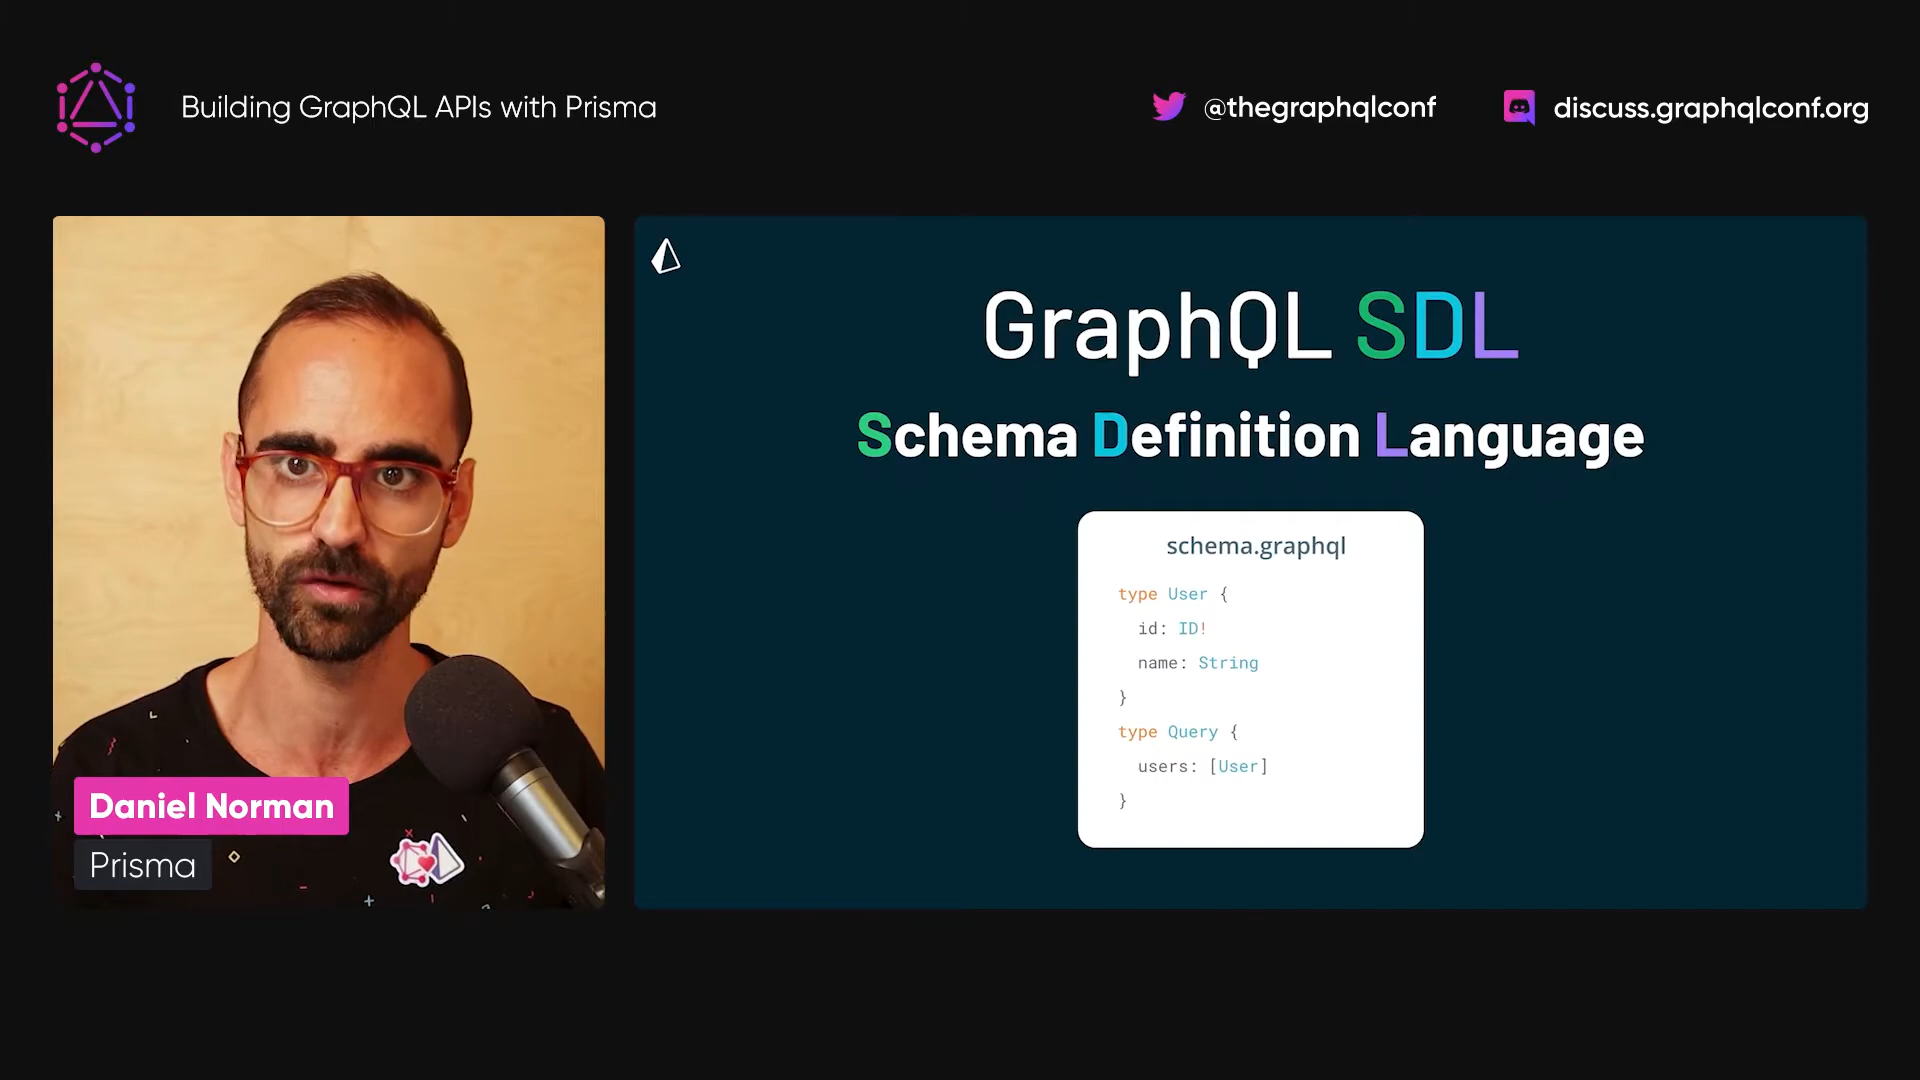 Building GraphQL APIs with Prisma
@thegraphqlconf
discuss.graphqlconf.org
Daniel Norman
Prisma
GraphQL SDL
Schema Definition Language
schema.graphql
type User {
id: ID!
name: String
}
type Query {
users: [User]
}